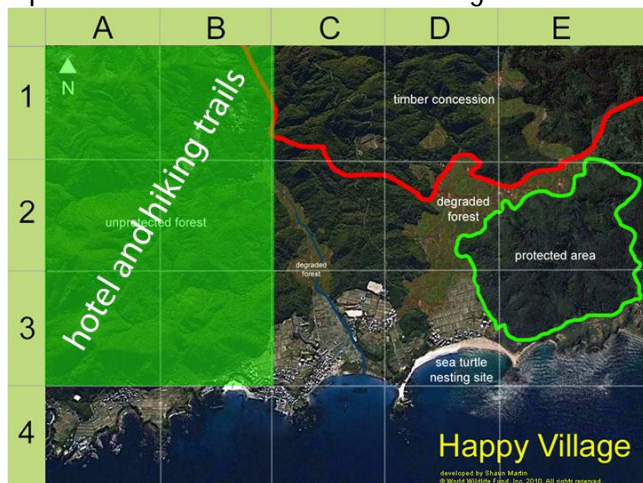 A B C D E
1
N
timber concession
hotel and hiking trails
2
unprotected forest
degraded
forest
protected area
degraded
forest
3
sea turtle
nesting site
4
Happy Village
developed by Shaun Martin
© World Wildlife Fund, Inc. 2010. All rights reserved